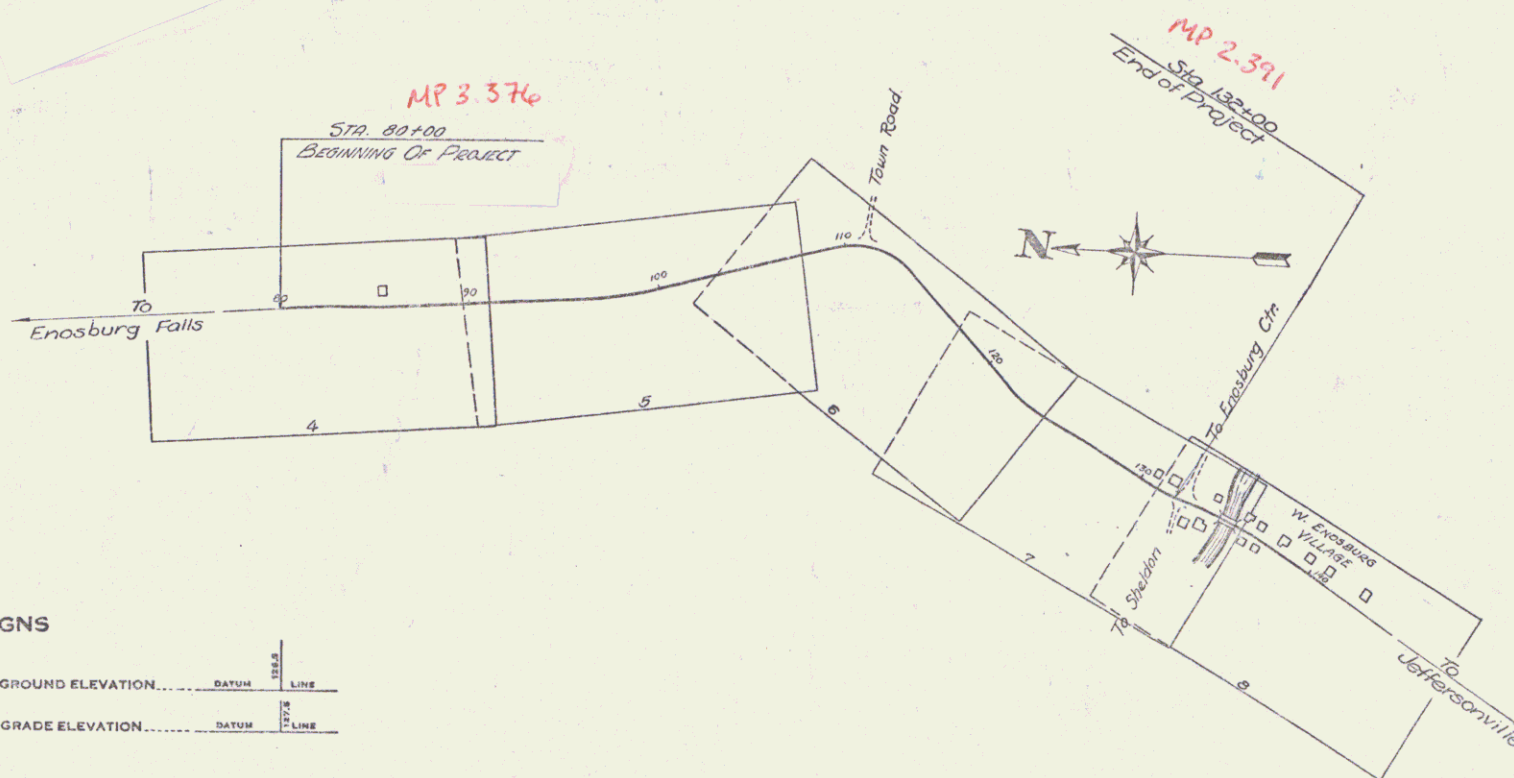 MP 3.376
STA. 80+00
BEGINNING OF PROJECT
MP 2.391
Sta 132+00
End of Project
Town Road
N
To
Enosburg Falls
80
90
100
110
120
130
140
4
5
6
7
8
To Enosburg Ctr.
To Sheldon
W. ENOSBURG
VILLAGE
To
Jeffersonville
GNS
GROUND ELEVATION DATUM 126.5 LINE
GRADE ELEVATION DATUM 127.5 LINE